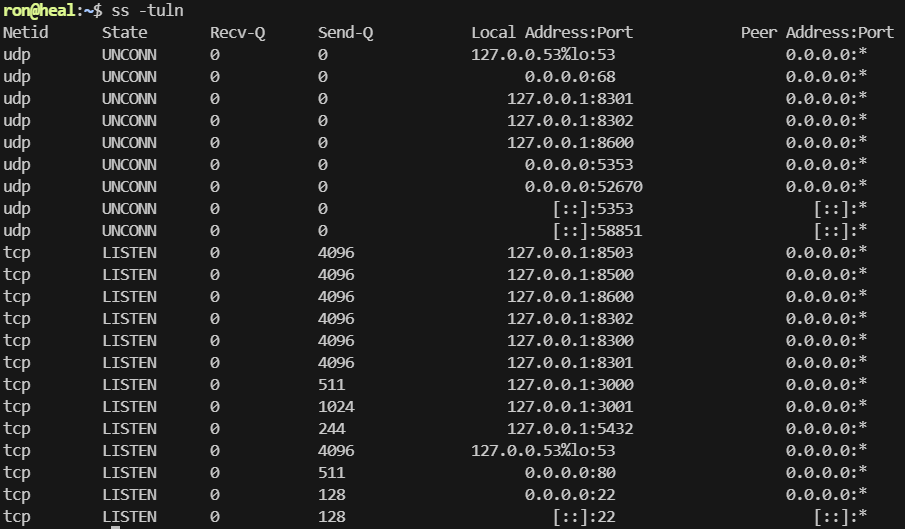 ron@heal:~$ ss -tuln
Netid State Recv-Q Send-Q Local Address:Port Peer Address:Port
udp UNCONN 0 0 127.0.0.53%lo:53 0.0.0.0:*
udp UNCONN 0 0 0.0.0.0:68 0.0.0.0:*
udp UNCONN 0 0 127.0.0.1:8301 0.0.0.0:*
udp UNCONN 0 0 127.0.0.1:8302 0.0.0.0:*
udp UNCONN 0 0 127.0.0.1:8600 0.0.0.0:*
udp UNCONN 0 0 0.0.0.0:5353 0.0.0.0:*
udp UNCONN 0 0 0.0.0.0:52670 0.0.0.0:*
udp UNCONN 0 0 [::]:5353 [::]:*
udp UNCONN 0 0 [::]:58851 [::]:*
tcp LISTEN 0 4096 127.0.0.1:8503 0.0.0.0:*
tcp LISTEN 0 4096 127.0.0.1:8500 0.0.0.0:*
tcp LISTEN 0 4096 127.0.0.1:8600 0.0.0.0:*
tcp LISTEN 0 4096 127.0.0.1:8302 0.0.0.0:*
tcp LISTEN 0 4096 127.0.0.1:8300 0.0.0.0:*
tcp LISTEN 0 4096 127.0.0.1:8301 0.0.0.0:*
tcp LISTEN 0 511 127.0.0.1:3000 0.0.0.0:*
tcp LISTEN 0 1024 127.0.0.1:3001 0.0.0.0:*
tcp LISTEN 0 244 127.0.0.1:5432 0.0.0.0:*
tcp LISTEN 0 4096 127.0.0.53%lo:53 0.0.0.0:*
tcp LISTEN 0 511 0.0.0.0:80 0.0.0.0:*
tcp LISTEN 0 128 0.0.0.0:22 0.0.0.0:*
tcp LISTEN 0 128 [::]:22 [::]:*